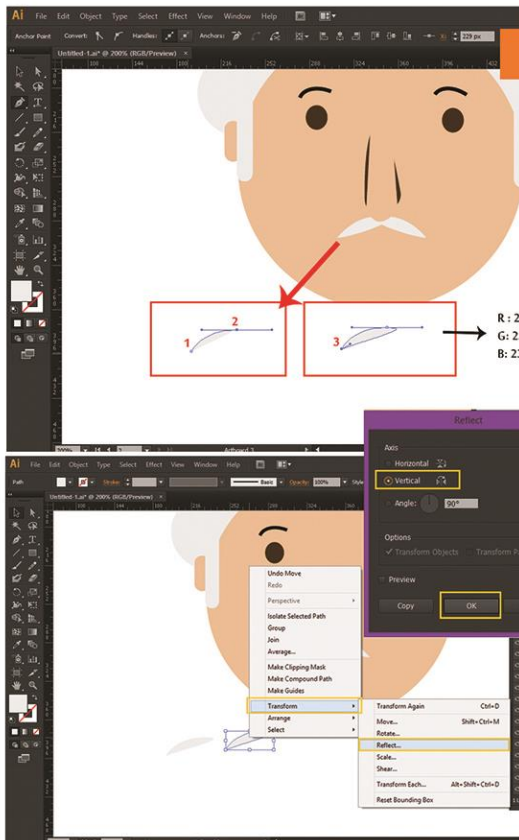 Ai File Edit Object Type Select Effect View Window Help
Anchor Point Convert: Handles: Anchors: 229 px
Untitled-1.ai* @ 200% (RGB/Preview) ×
1
2
3
R : 2
G: 2
B: 2
200%
Artboard
Reflect
Axis
Horizontal
Vertical
Angle: 90°
Options
Transform Objects Transform P
Preview
Copy OK
Ai File Edit Object Type Select Effect View Window Help
Path Stroke: Basic Opacity: 100% Style
Untitled-1.ai* @ 200% (RGB/Preview) ×
Undo Move
Redo
Perspective
Isolate Selected Path
Group
Join
Average...
Make Clipping Mask
Make Compound Path
Make Guides
Transform
Arrange
Select
Transform Again Ctrl+D
Move... Shift+Ctrl+M
Rotate...
Reflect...
Scale...
Shear...
Transform Each... Alt+Shift+Ctrl+D
Reset Bounding Box